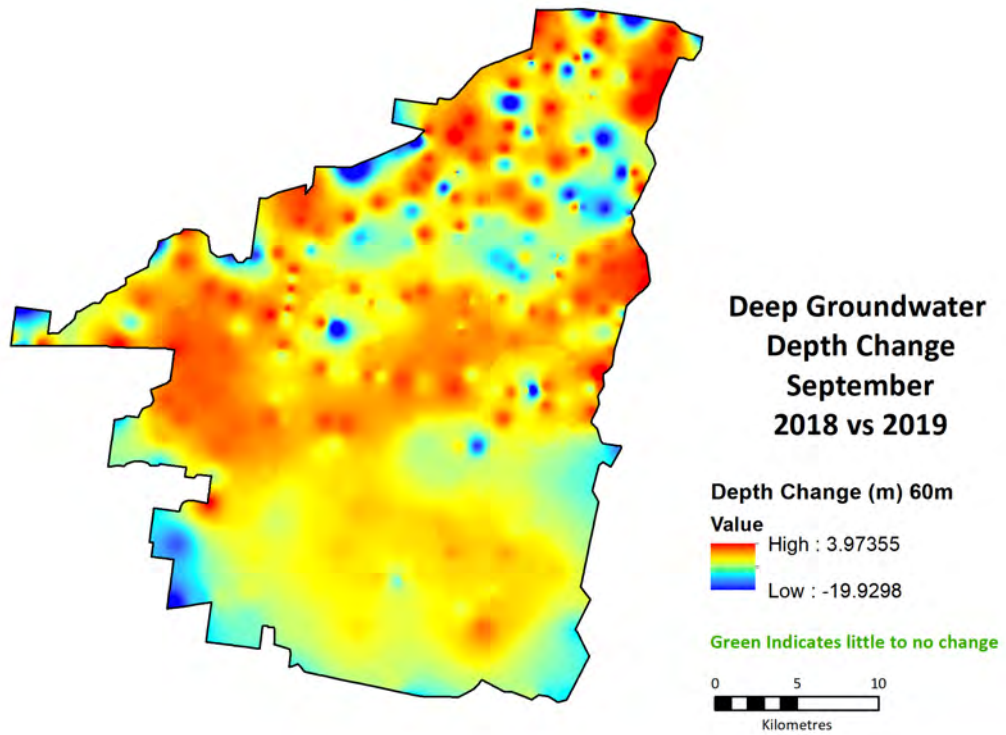 Deep Groundwater
Depth Change
September
2018 vs 2019
Depth Change (m) 60m
Value
High : 3.97355
Low : -19.9298
Green Indicates little to no change
0 5 10
Kilometres